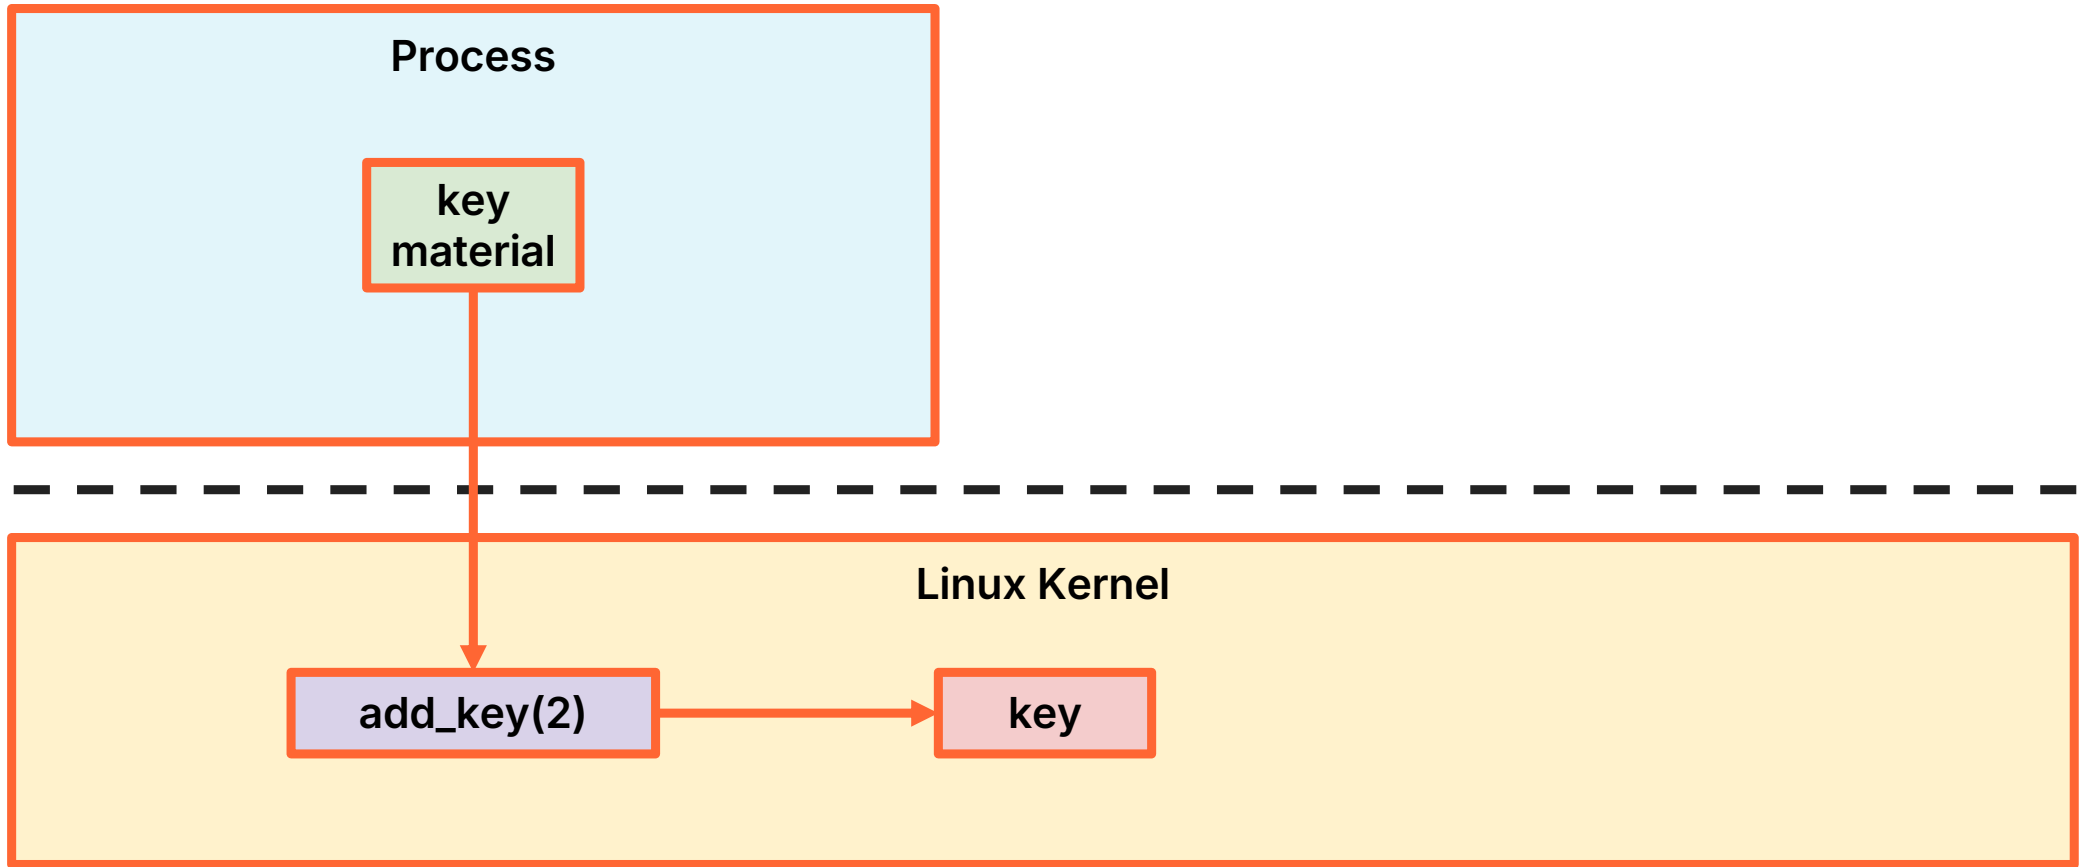 Process
key
material
Linux Kernel
add_key(2)
key